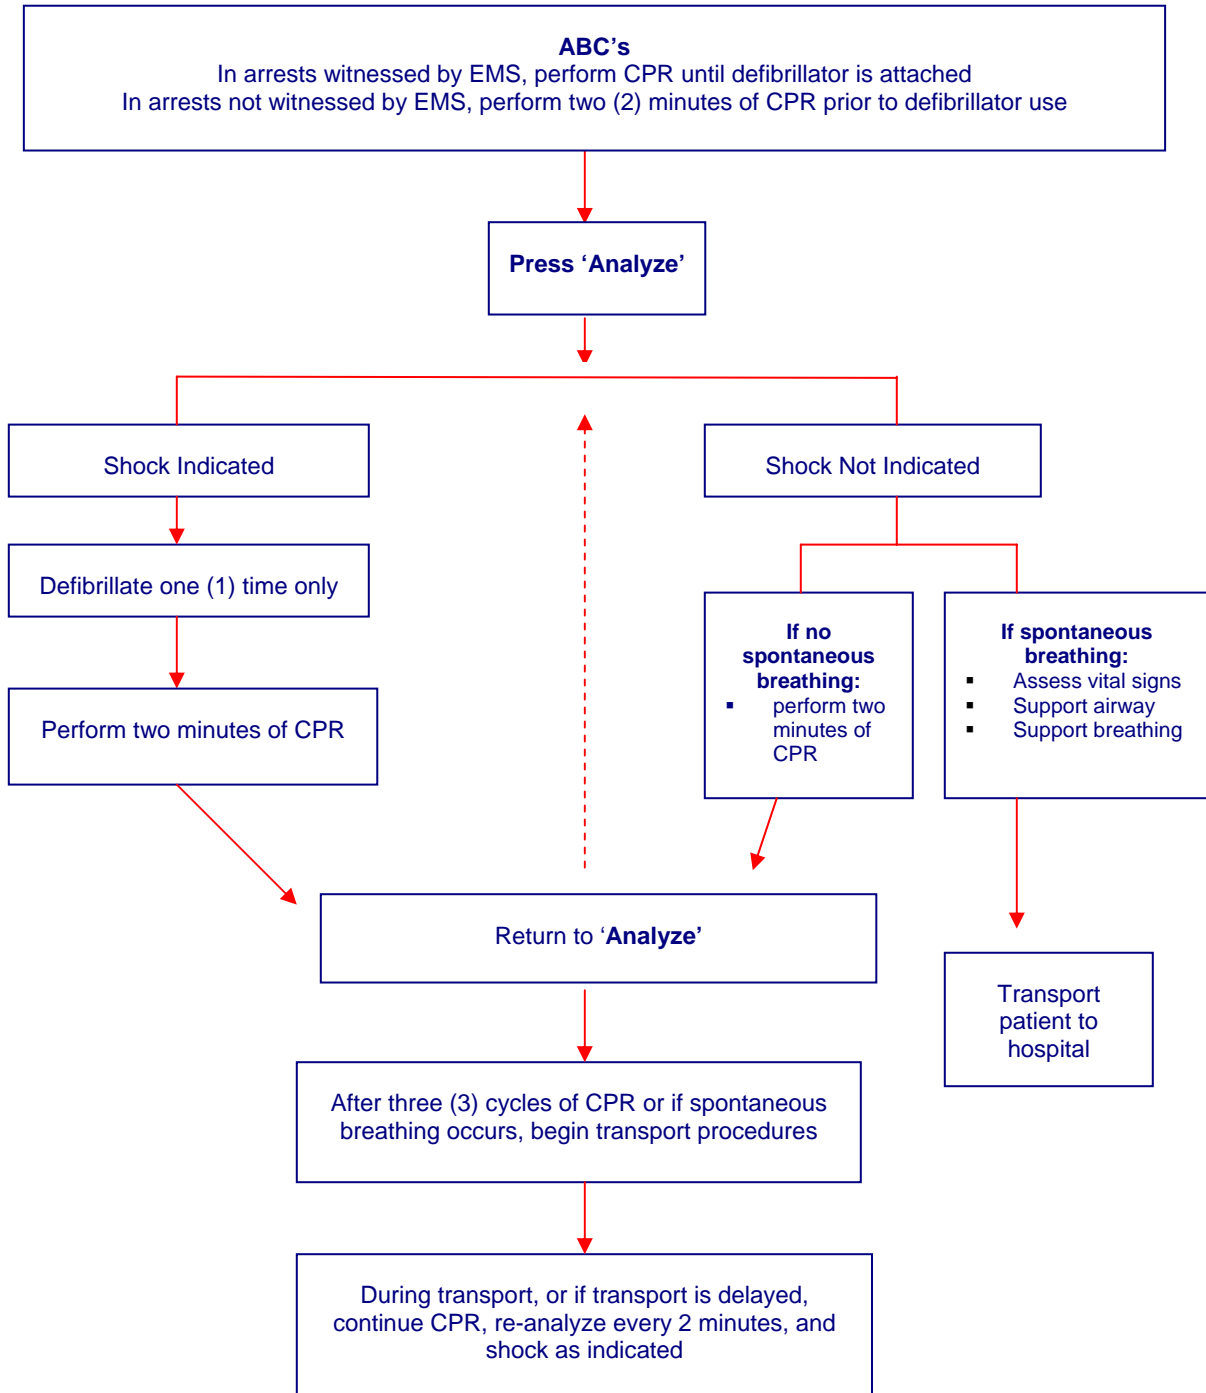 ABC’s
In arrests witnessed by EMS, perform CPR until defibrillator is attached
In arrests not witnessed by EMS, perform two (2) minutes of CPR prior to defibrillator use
Press ‘Analyze’
Shock Indicated
Shock Not Indicated
Defibrillate one (1) time only
Perform two minutes of CPR
If no
spontaneous
breathing:
▪ perform two
minutes of
CPR
If spontaneous
breathing:
▪ Assess vital signs
▪ Support airway
▪ Support breathing
Return to ‘Analyze’
Transport
patient to
hospital
After three (3) cycles of CPR or if spontaneous
breathing occurs, begin transport procedures
During transport, or if transport is delayed,
continue CPR, re-analyze every 2 minutes, and
shock as indicated